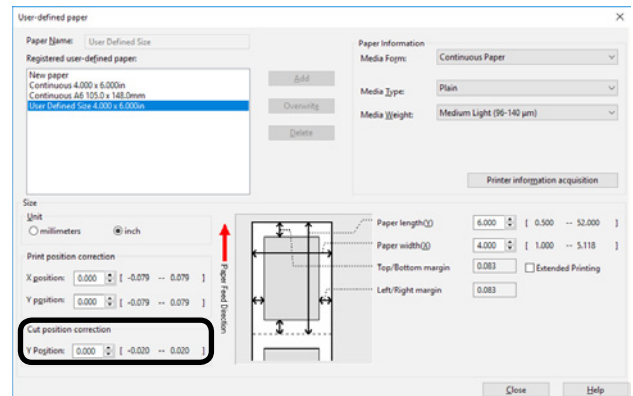 User-defined paper
Paper Name: User Defined Size
Registered user-defined paper:
New paper
Continuous 4.000 x 6.000in
Continuous A6 105.0 x 148.0mm
User Defined Size 4.000 x 6.000in
Add
Overwrite
Delete
Paper Information
Media Form: Continuous Paper
Media Type: Plain
Media Weight: Medium Light (96-140 µm)
Printer information acquisition
Size
Unit
millimeters inch
Print position correction
X position: 0.000 [ -0.079 -- 0.079 ]
Y position: 0.000 [ -0.079 -- 0.079 ]
Cut position correction
Y Position: 0.000 [ -0.020 -- 0.020 ]
Paper Feed Direction
Paper length(Y) 6.000 [ 0.500 -- 52.000 ]
Paper width(X) 4.000 [ 1.000 -- 5.118 ]
Top/Bottom margin 0.083 Extended Printing
Left/Right margin 0.083
Close Help